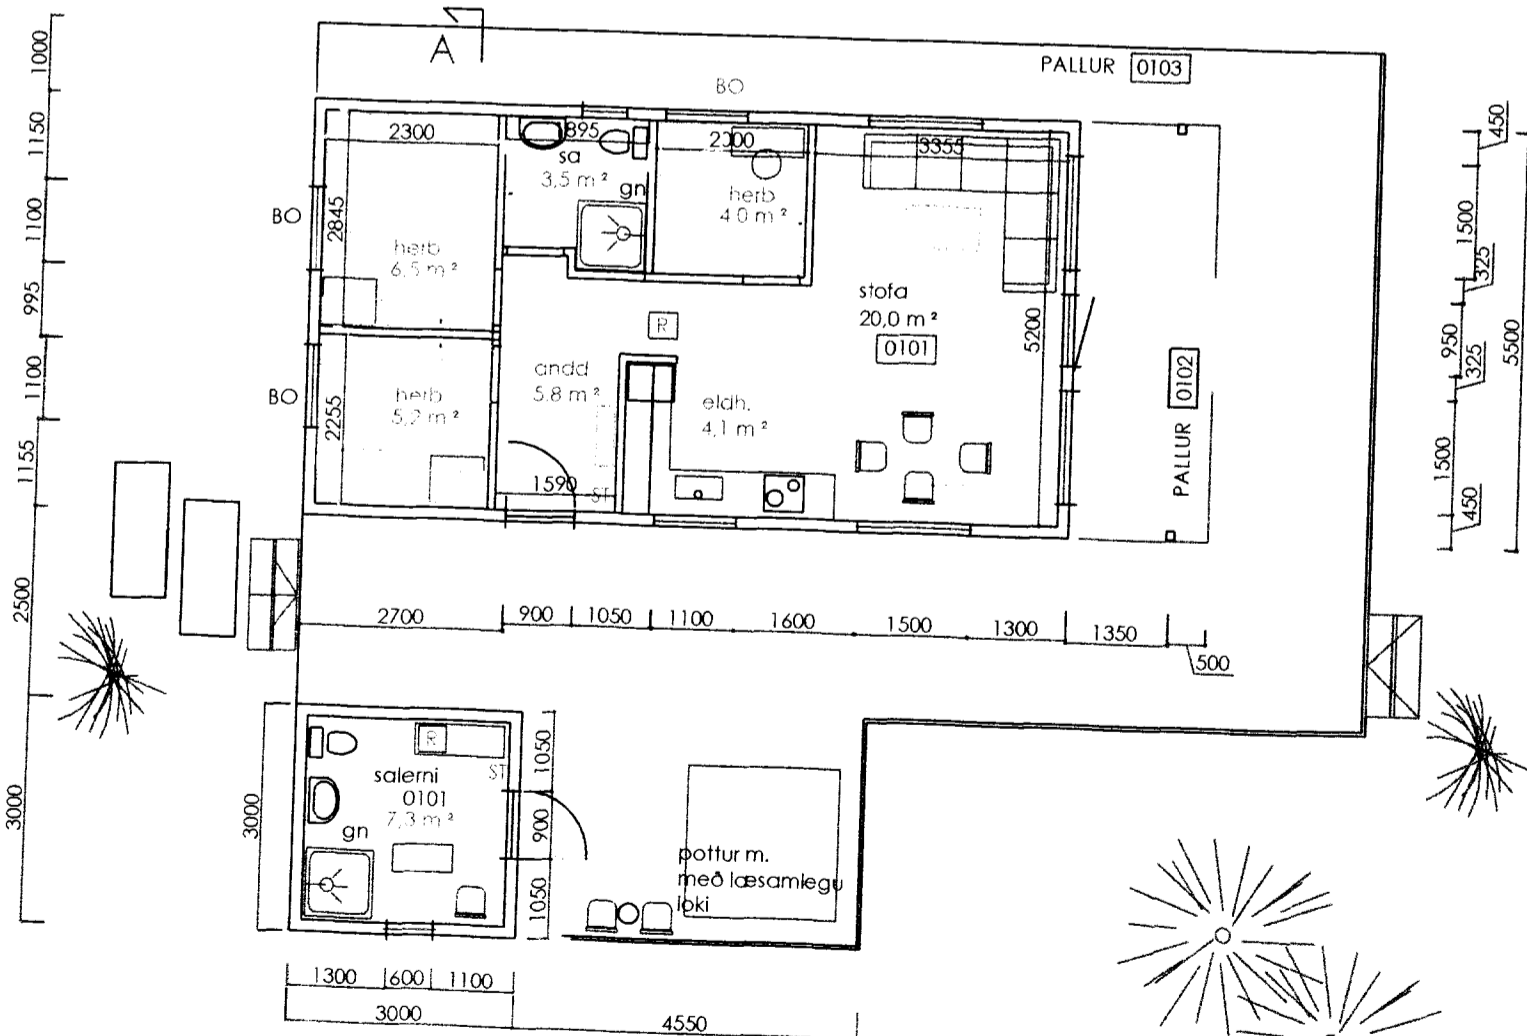 A
PALLUR 0103
BO
1000
1150
1100
995
1100
1155
2500
3000
2300
895
2000
3355
sa
3,5 m²
gn
herb
4.0 m²
BO
2845
herb
6,5 m²
stofa
20,0 m²
0101
5200
R
andd
5.8 m²
eldh.
4,1 m²
BO
2255
herb
5,2 m²
1590
ST
0102
PALLUR
450
1500
325
950
325
1500
450
5500
2700
900
1050
1100
1600
1500
1300
1350
500
R
ST
salerni
0101
7,3 m²
gn
3000
1050
900
1050
pottur m.
með læsamlegu
loki
1300
600
1100
3000
4550